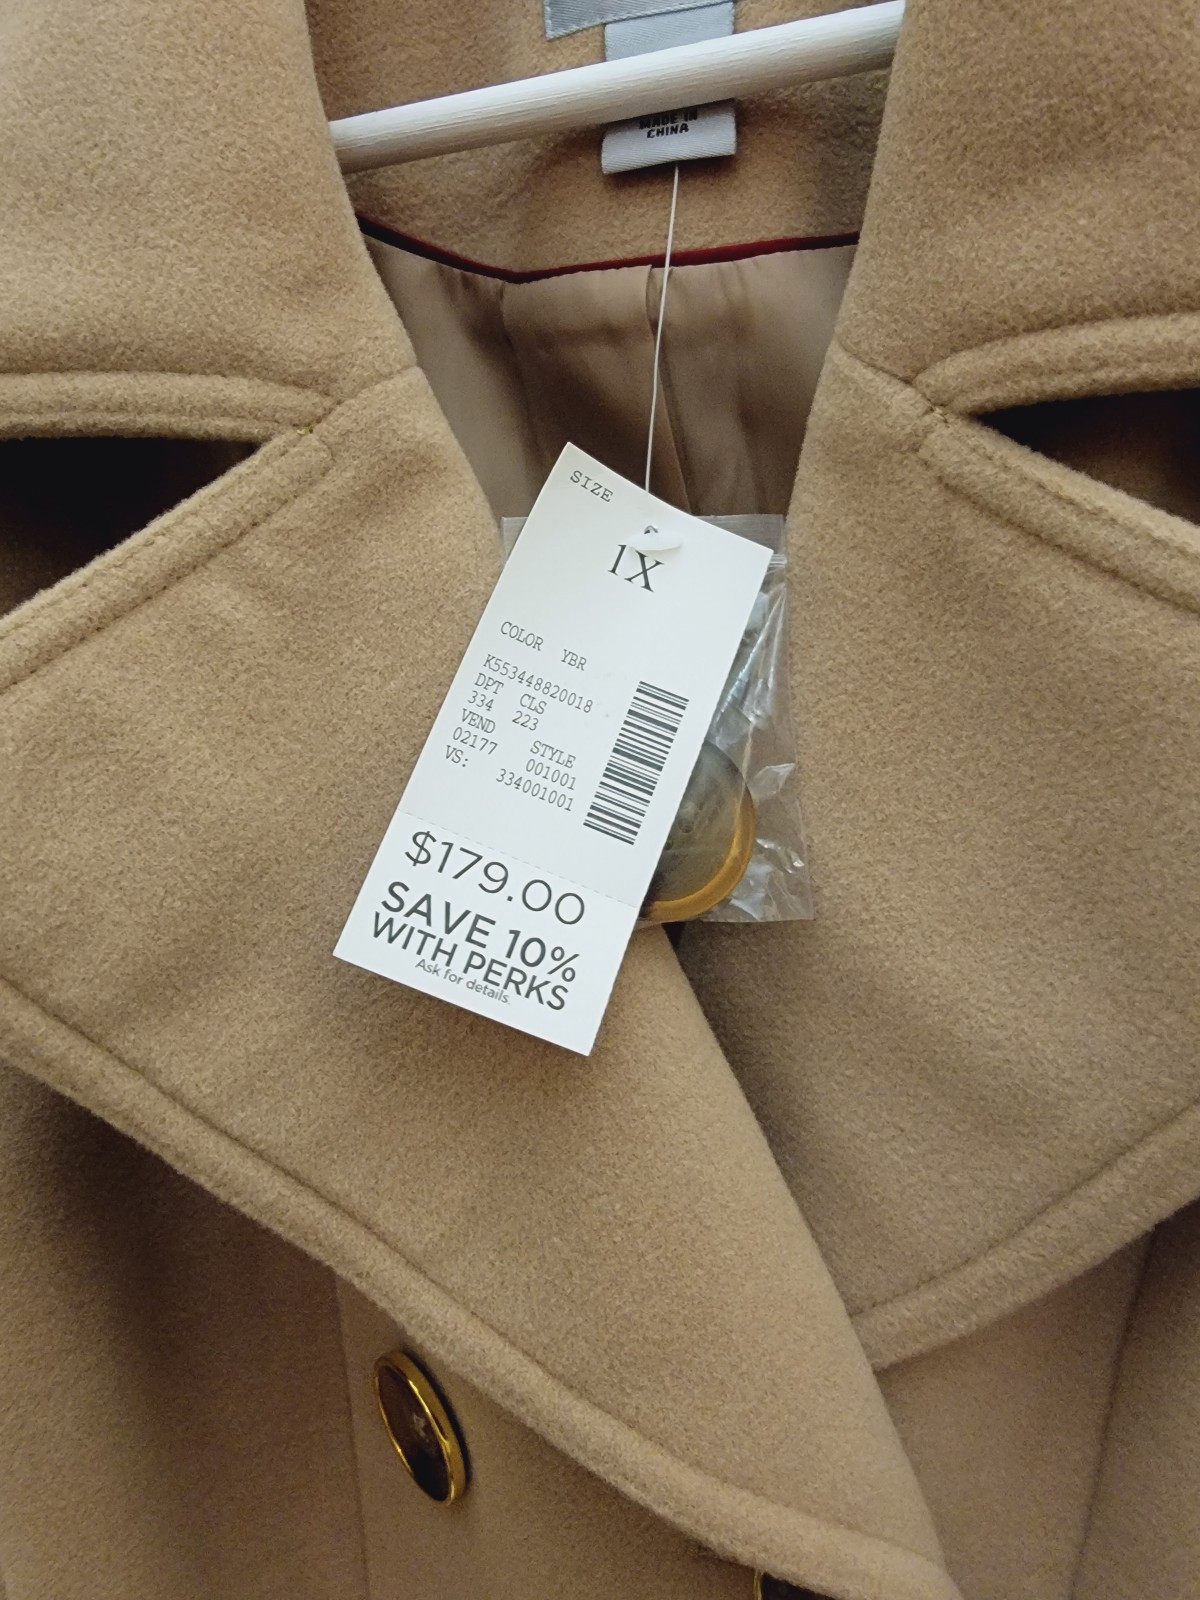 MADE IN
CHINA
SIZE
1X
COLOR YBR
K553448820018
DPT CLS
334 223
VEND STYLE
02177 001001
VS: 334001001
$179.00
SAVE 10%
WITH PERKS
Ask for details.